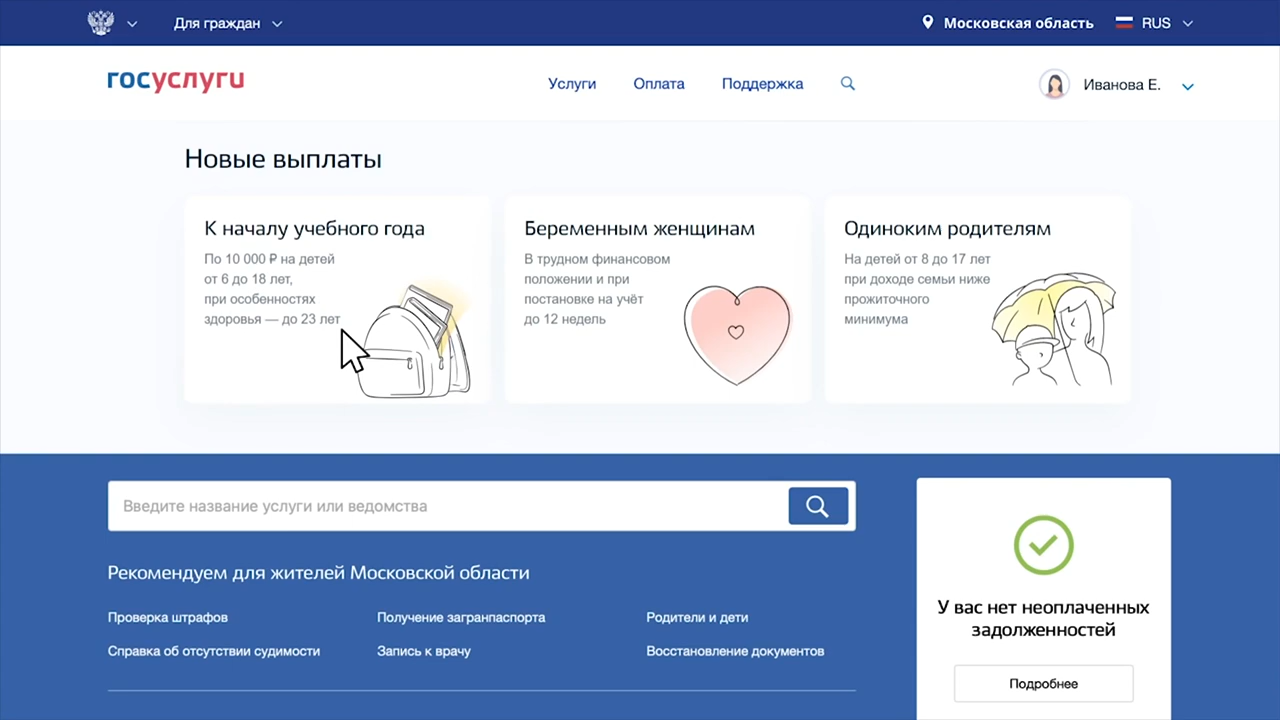 Для граждан
Московская область
RUS
госуслуги
Услуги
Оплата
Поддержка
Иванова Е.
Новые выплаты
К началу учебного года
По 10 000 ₽ на детей
от 6 до 18 лет,
при особенностях
здоровья — до 23 лет
Беременным женщинам
В трудном финансовом
положении и при
постановке на учёт
до 12 недель
Одиноким родителям
На детей от 8 до 17 лет
при доходе семьи ниже
прожиточного
минимума
Введите название услуги или ведомства
Рекомендуем для жителей Московской области
Проверка штрафов
Получение загранпаспорта
Родители и дети
Справка об отсутствии судимости
Запись к врачу
Восстановление документов
У вас нет неоплаченных
задолженностей
Подробнее